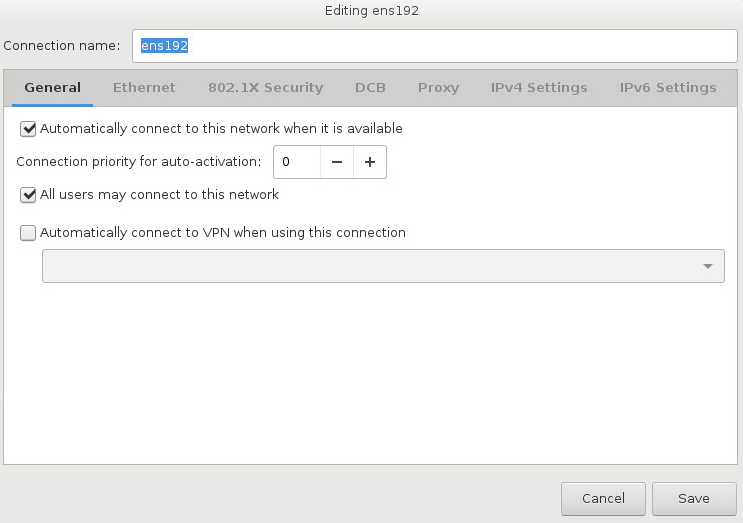 Editing ens192
Connection name: ens192
General Ethernet 802.1X Security DCB Proxy IPv4 Settings IPv6 Settings
Automatically connect to this network when it is available
Connection priority for auto-activation: 0 − +
All users may connect to this network
Automatically connect to VPN when using this connection
Cancel Save